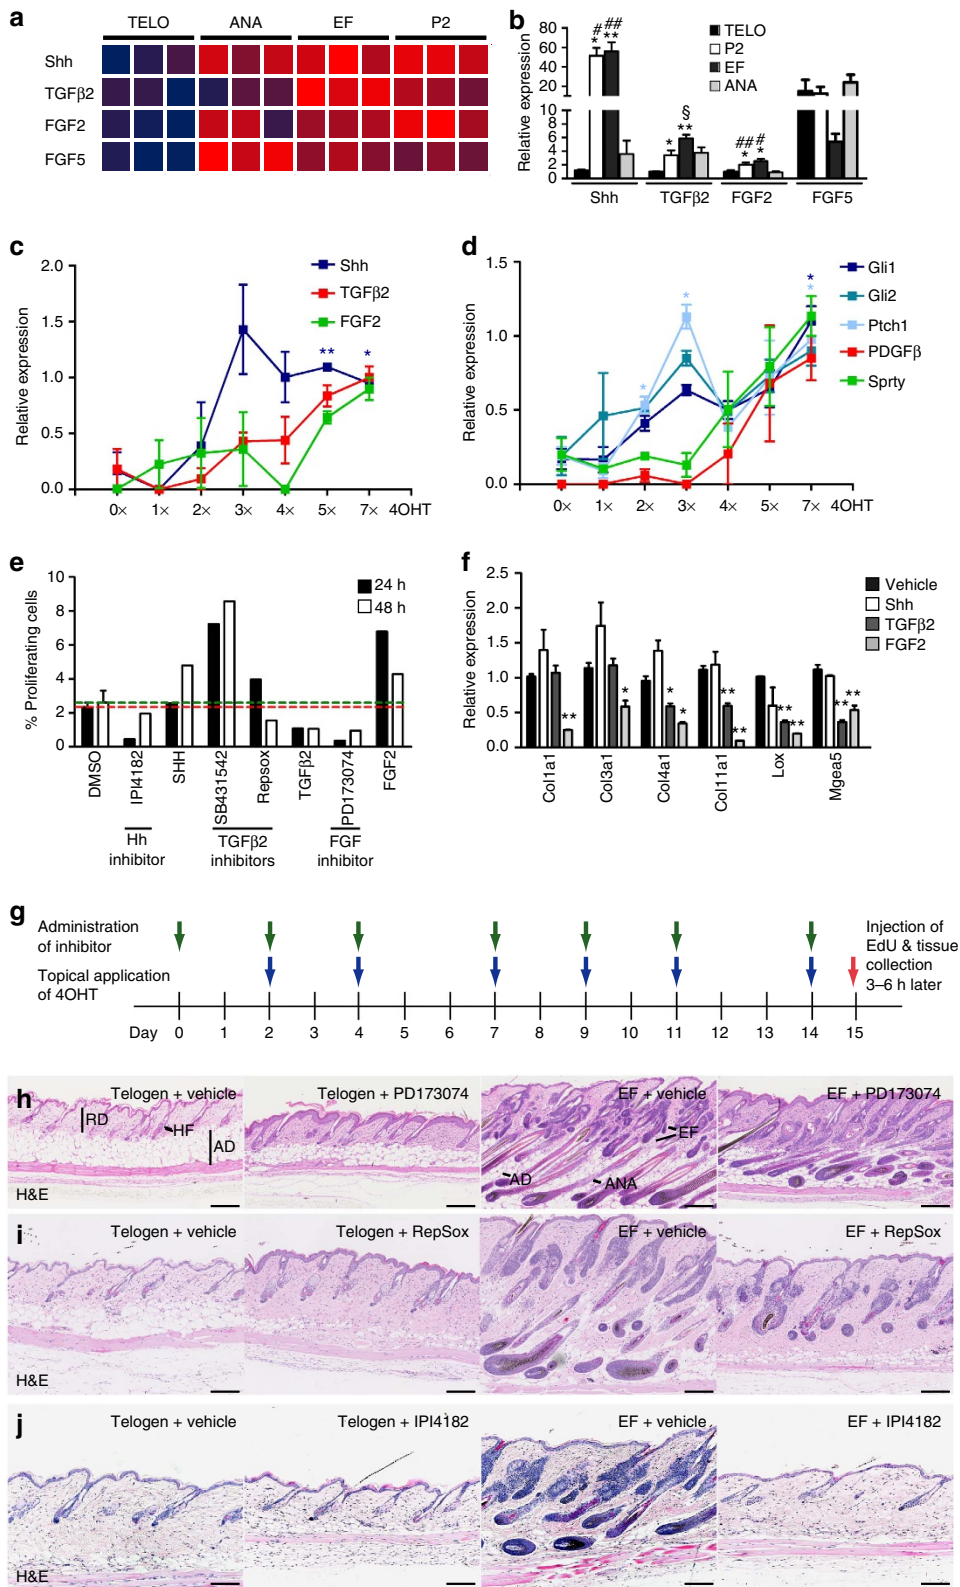 a
TELO ANA EF P2
Shh
TGFβ2
FGF2
FGF5
b
Relative expression
80
60
40
20
10
8
6
4
2
0
# ##
* **
* § **
## #
* *
TELO
P2
EF
ANA
Shh TGFβ2 FGF2 FGF5
c
Relative expression
2.0
1.5
1.0
0.5
0.0
Shh
TGFβ2
FGF2
** *
0× 1× 2× 3× 4× 5× 7× 4OHT
d
Relative expression
1.5
1.0
0.5
0.0
* * * *
Gli1
Gli2
Ptch1
PDGFβ
Sprty
0× 1× 2× 3× 4× 5× 7× 4OHT
e
% Proliferating cells
10
8
6
4
2
0
24 h
48 h
DMSO
IPI4182
SHH
SB431542
Repsox
TGFβ2
PD173074
FGF2
Hh inhibitor
TGFβ2 inhibitors
FGF inhibitor
f
Relative expression
2.5
2.0
1.5
1.0
0.5
0.0
** * * * ** ** ** ** ** **
Vehicle
Shh
TGFβ2
FGF2
Col1a1
Col3a1
Col4a1
Col11a1
Lox
Mgea5
g
Administration
of inhibitor
Topical application
of 4OHT
Injection of
EdU & tissue
collection
3–6 h later
Day 0 1 2 3 4 5 6 7 8 9 10 11 12 13 14 15
h
Telogen + vehicle Telogen + PD173074 EF + vehicle EF + PD173074
RD HF AD
EF AD ANA
H&E
i
Telogen + vehicle Telogen + RepSox EF + vehicle EF + RepSox
H&E
j
Telogen + vehicle Telogen + IPI4182 EF + vehicle EF + IPI4182
H&E